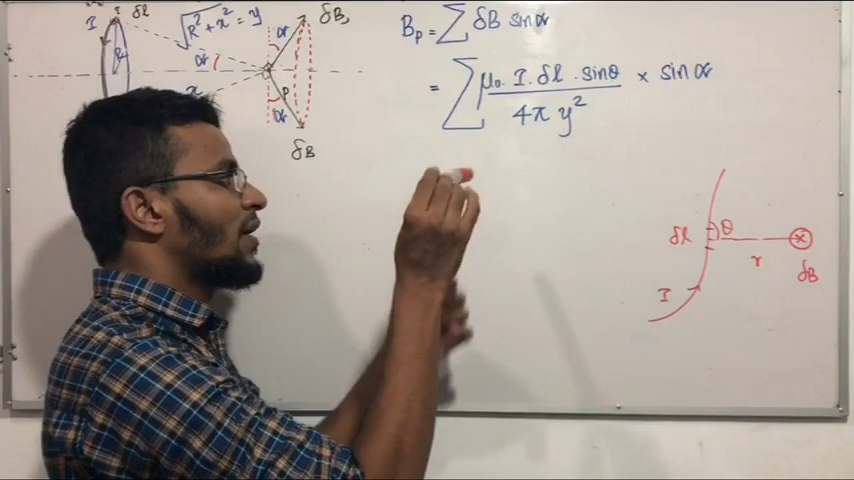 I δl √R²+x² = y δB,
R α α
x P α
δB
B_P = ∑ δB sin α
= ∑ μ₀. I. δl . sinθ / 4π y² × sin α
δl θ r δB
I